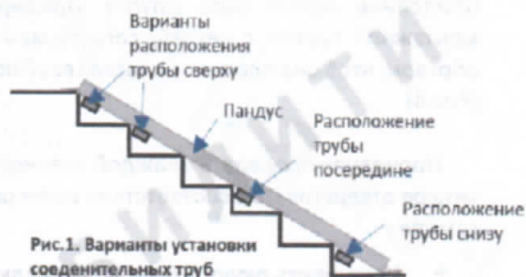 Варианты
расположения
трубы сверху
Пандус
Расположение
трубы
посередине
Расположение
трубы снизу
Рис.1. Варианты установки
соеденительных труб